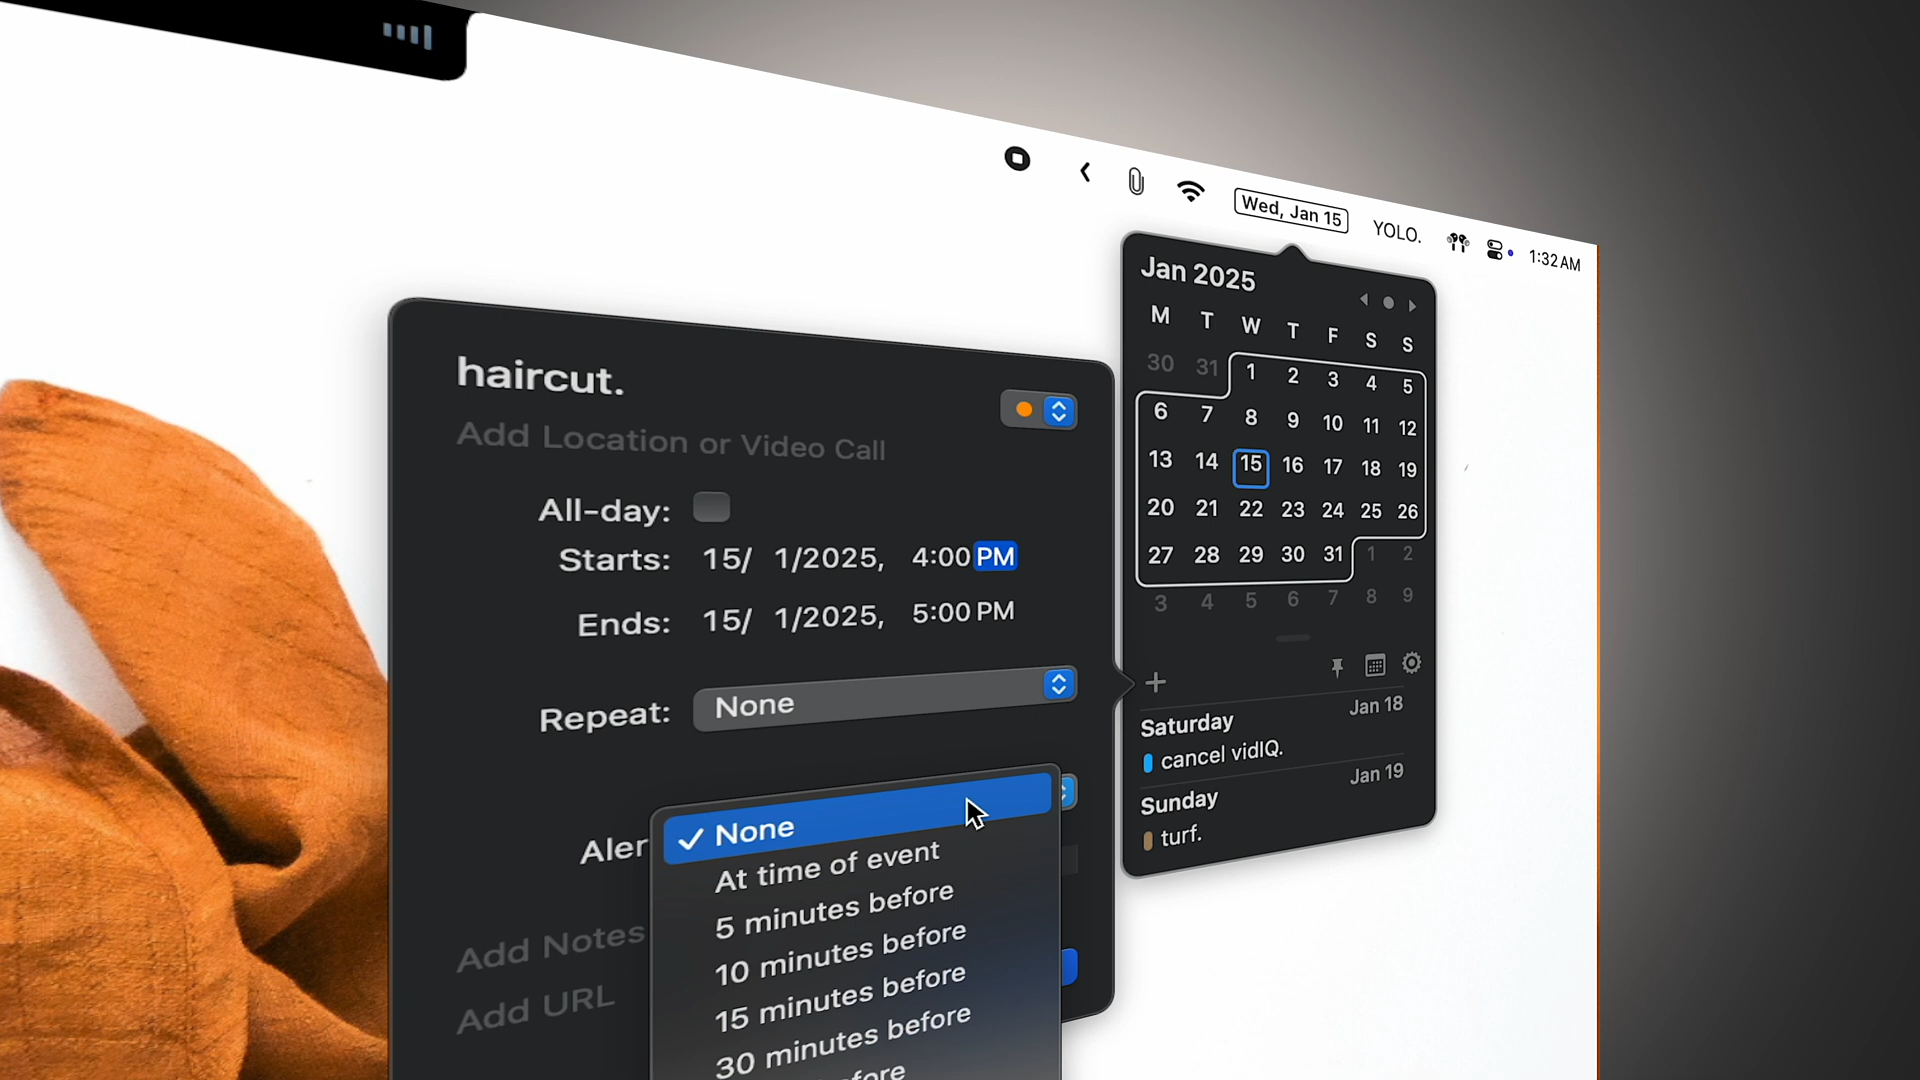 Wed, Jan 15
YOLO.
1:32 AM
Jan 2025
M T W T F S S
30 31 1 2 3 4 5
6 7 8 9 10 11 12
13 14 15 16 17 18 19
20 21 22 23 24 25 26
27 28 29 30 31 1 2
3 4 5 6 7 8 9
Saturday Jan 18
cancel vidIQ.
Sunday Jan 19
turf.
haircut.
Add Location or Video Call
All-day:
Starts: 15/ 1/2025, 4:00 PM
Ends: 15/ 1/2025, 5:00 PM
Repeat: None
Aler
None
At time of event
5 minutes before
10 minutes before
15 minutes before
30 minutes before
Add Notes
Add URL